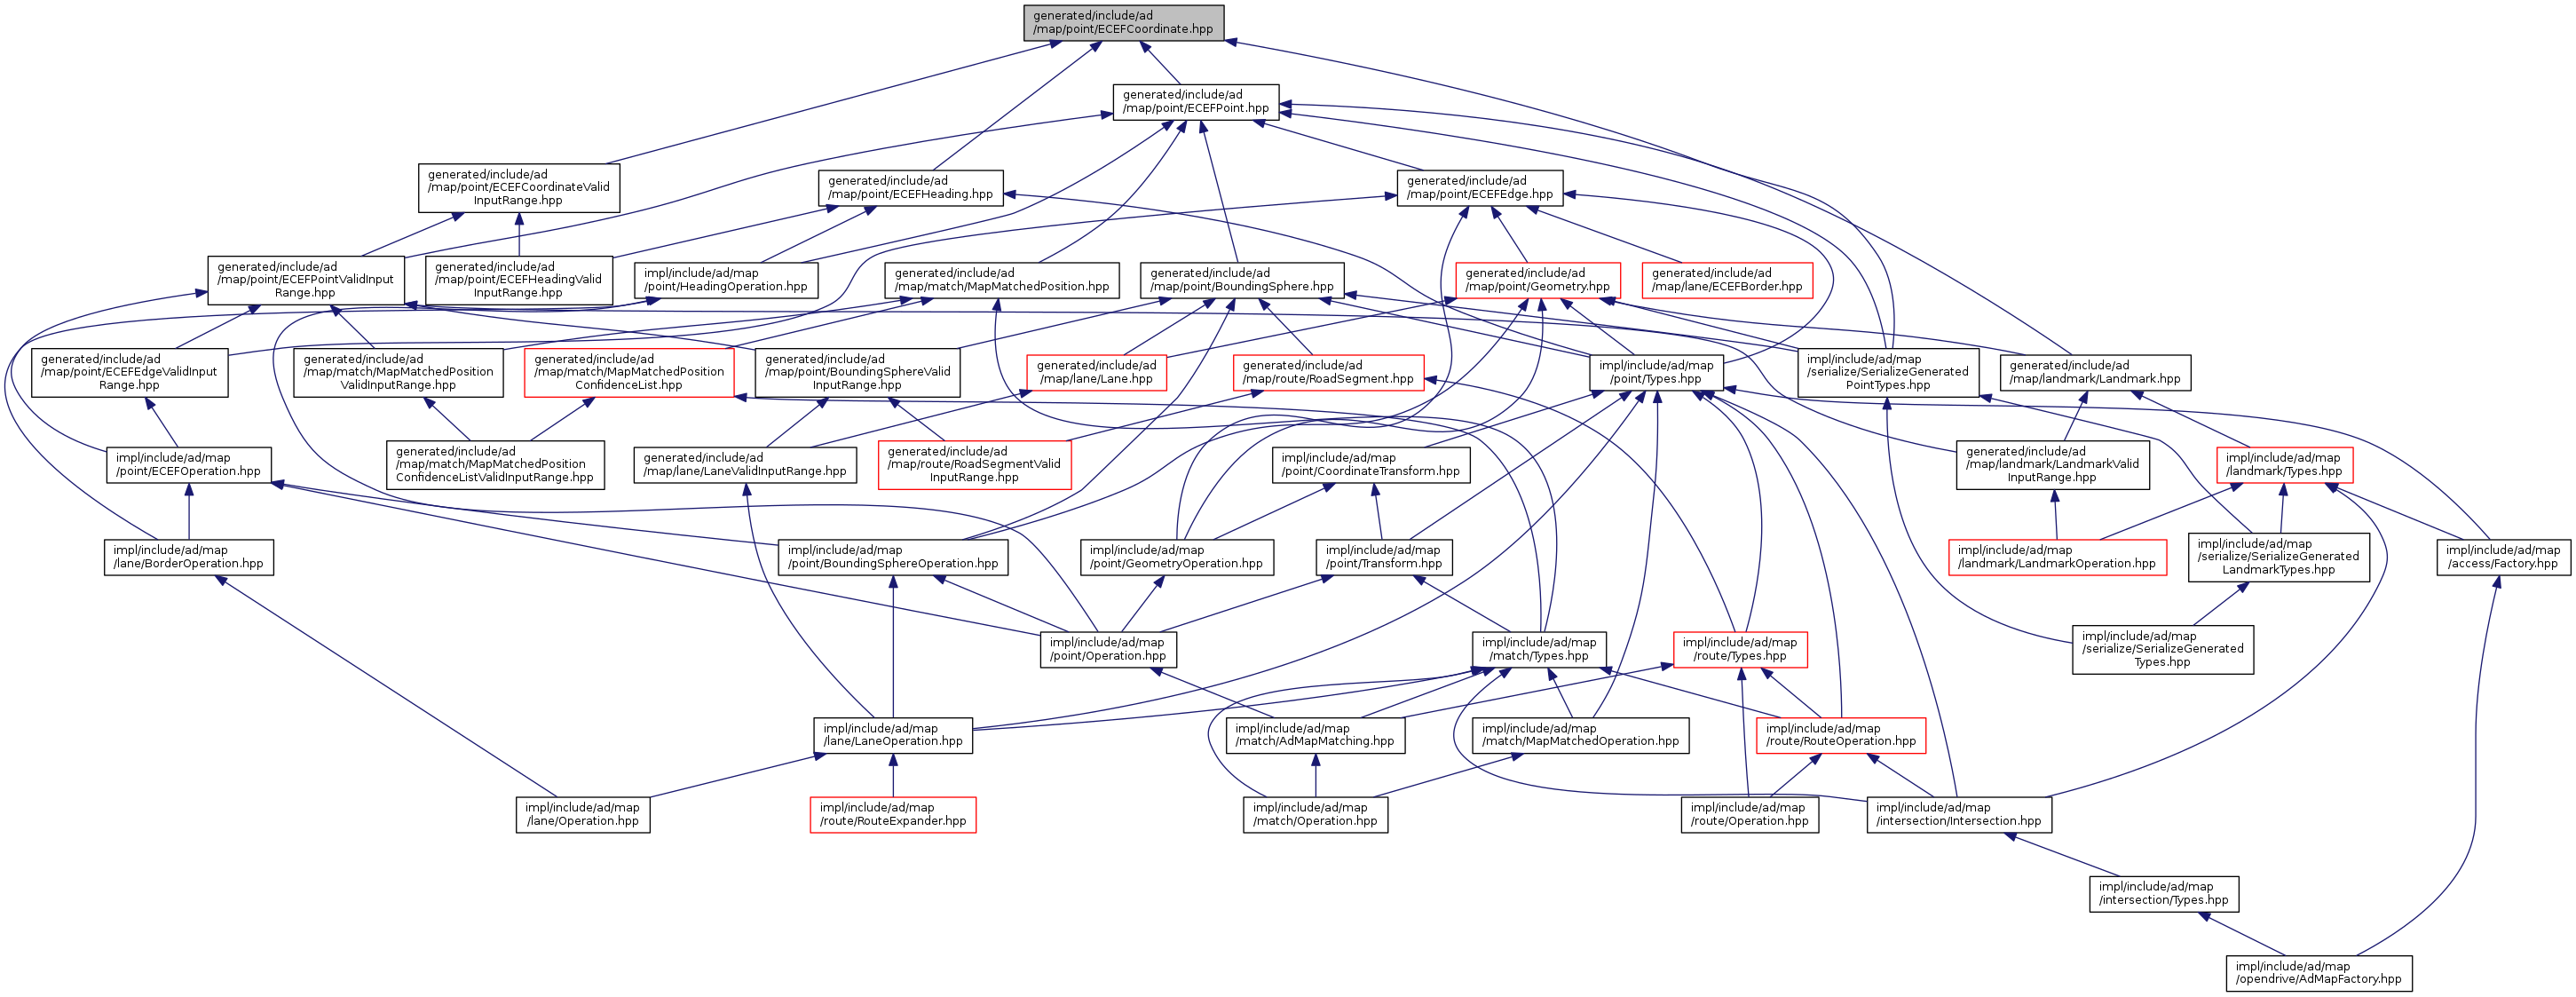 generated/include/ad
/map/point/ECEFCoordinate.hpp
generated/include/ad
/map/point/ECEFPoint.hpp
generated/include/ad
/map/point/ECEFCoordinateValid
InputRange.hpp
generated/include/ad
/map/point/ECEFHeading.hpp
generated/include/ad
/map/point/ECEFEdge.hpp
generated/include/ad
/map/point/ECEFPointValidInput
Range.hpp
generated/include/ad
/map/point/ECEFHeadingValid
InputRange.hpp
impl/include/ad/map
/point/HeadingOperation.hpp
generated/include/ad
/map/match/MapMatchedPosition.hpp
generated/include/ad
/map/point/BoundingSphere.hpp
generated/include/ad
/map/point/Geometry.hpp
generated/include/ad
/map/lane/ECEFBorder.hpp
generated/include/ad
/map/point/ECEFEdgeValidInput
Range.hpp
generated/include/ad
/map/match/MapMatchedPosition
ValidInputRange.hpp
generated/include/ad
/map/match/MapMatchedPosition
ConfidenceList.hpp
generated/include/ad
/map/point/BoundingSphereValid
InputRange.hpp
generated/include/ad
/map/lane/Lane.hpp
generated/include/ad
/map/route/RoadSegment.hpp
impl/include/ad/map
/point/Types.hpp
impl/include/ad/map
/serialize/SerializeGenerated
PointTypes.hpp
generated/include/ad
/map/landmark/Landmark.hpp
impl/include/ad/map
/point/ECEFOperation.hpp
generated/include/ad
/map/match/MapMatchedPosition
ConfidenceListValidInputRange.hpp
generated/include/ad
/map/lane/LaneValidInputRange.hpp
generated/include/ad
/map/route/RoadSegmentValid
InputRange.hpp
impl/include/ad/map
/point/CoordinateTransform.hpp
generated/include/ad
/map/landmark/LandmarkValid
InputRange.hpp
impl/include/ad/map
/landmark/Types.hpp
impl/include/ad/map
/lane/BorderOperation.hpp
impl/include/ad/map
/point/BoundingSphereOperation.hpp
impl/include/ad/map
/point/GeometryOperation.hpp
impl/include/ad/map
/point/Transform.hpp
impl/include/ad/map
/landmark/LandmarkOperation.hpp
impl/include/ad/map
/serialize/SerializeGenerated
LandmarkTypes.hpp
impl/include/ad/map
/access/Factory.hpp
impl/include/ad/map
/point/Operation.hpp
impl/include/ad/map
/match/Types.hpp
impl/include/ad/map
/route/Types.hpp
impl/include/ad/map
/serialize/SerializeGenerated
Types.hpp
impl/include/ad/map
/lane/LaneOperation.hpp
impl/include/ad/map
/match/AdMapMatching.hpp
impl/include/ad/map
/match/MapMatchedOperation.hpp
impl/include/ad/map
/route/RouteOperation.hpp
impl/include/ad/map
/lane/Operation.hpp
impl/include/ad/map
/route/RouteExpander.hpp
impl/include/ad/map
/match/Operation.hpp
impl/include/ad/map
/route/Operation.hpp
impl/include/ad/map
/intersection/Intersection.hpp
impl/include/ad/map
/intersection/Types.hpp
impl/include/ad/map
/opendrive/AdMapFactory.hpp